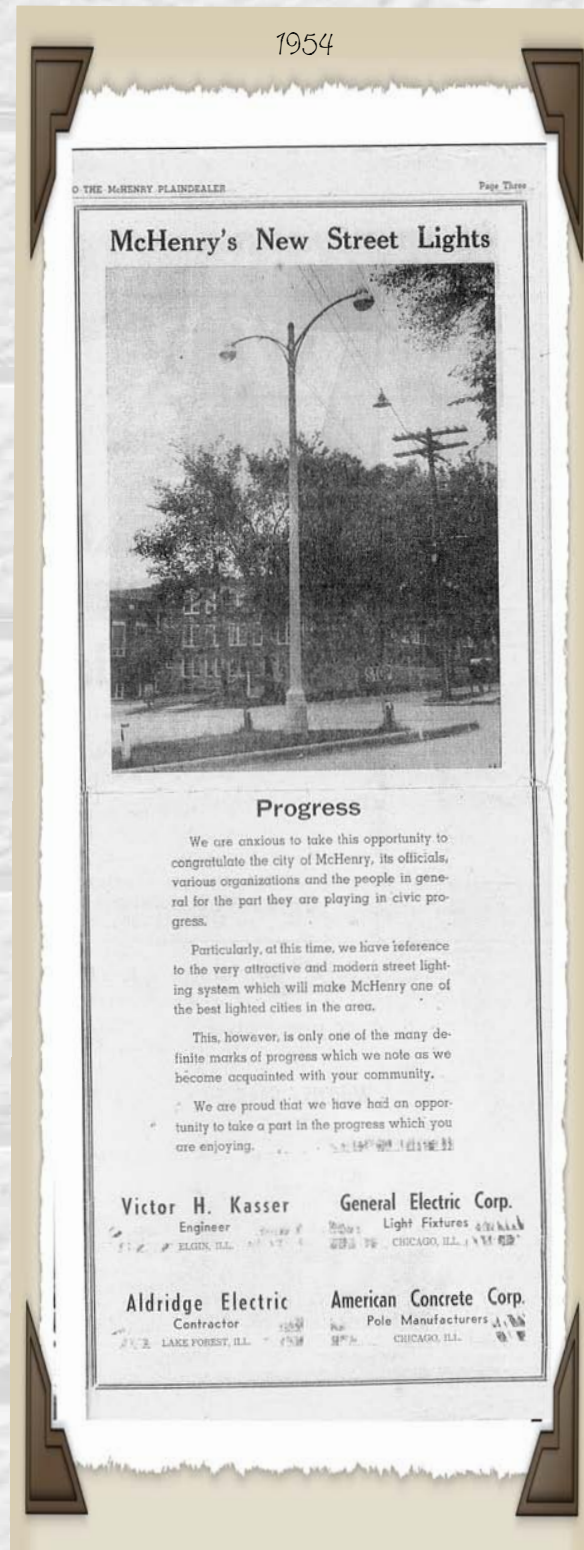 1954
O THE McHENRY PLAINDEALER Page Three
McHenry's New Street Lights
Progress
We are anxious to take this opportunity to
congratulate the city of McHenry, its officials,
various organizations and the people in gene-
ral for the part they are playing in civic pro-
gress.
Particularly, at this time, we have reference
to the very attractive and modern street light-
ing system which will make McHenry one of
the best lighted cities in the area.
This, however, is only one of the many de-
finite marks of progress which we note as we
become acquainted with your community.
We are proud that we have had an oppor-
tunity to take a part in the progress which you
are enjoying.
Victor H. Kasser
Engineer
ELGIN, ILL.
General Electric Corp.
Light Fixtures
CHICAGO, ILL.
Aldridge Electric
Contractor
LAKE FOREST, ILL.
American Concrete Corp.
Pole Manufacturers
CHICAGO, ILL.